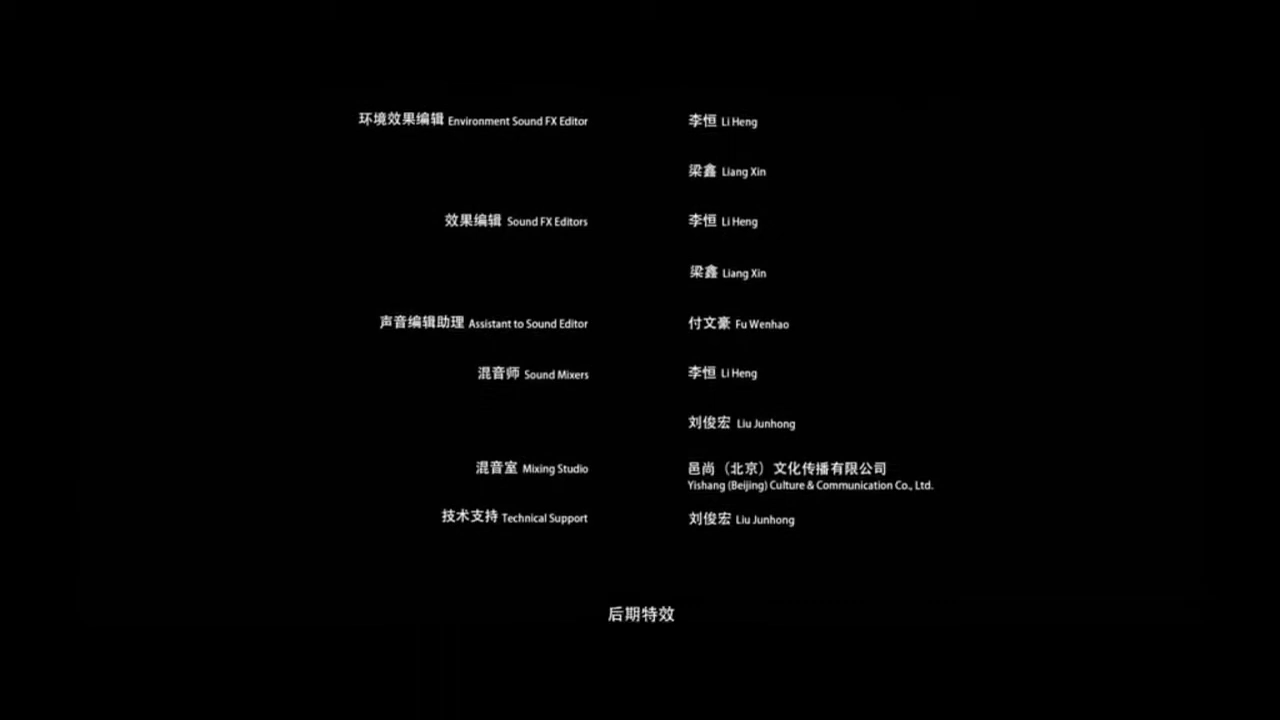 环境效果编辑 Environment Sound FX Editor 李恒 Li Heng
梁鑫 Liang Xin
效果编辑 Sound FX Editors 李恒 Li Heng
梁鑫 Liang Xin
声音编辑助理 Assistant to Sound Editor 付文豪 Fu Wenhao
混音师 Sound Mixers 李恒 Li Heng
刘俊宏 Liu Junhong
混音室 Mixing Studio 邑尚（北京）文化传播有限公司
Yishang (Beijing) Culture & Communication Co., Ltd.
技术支持 Technical Support 刘俊宏 Liu Junhong
后期特效